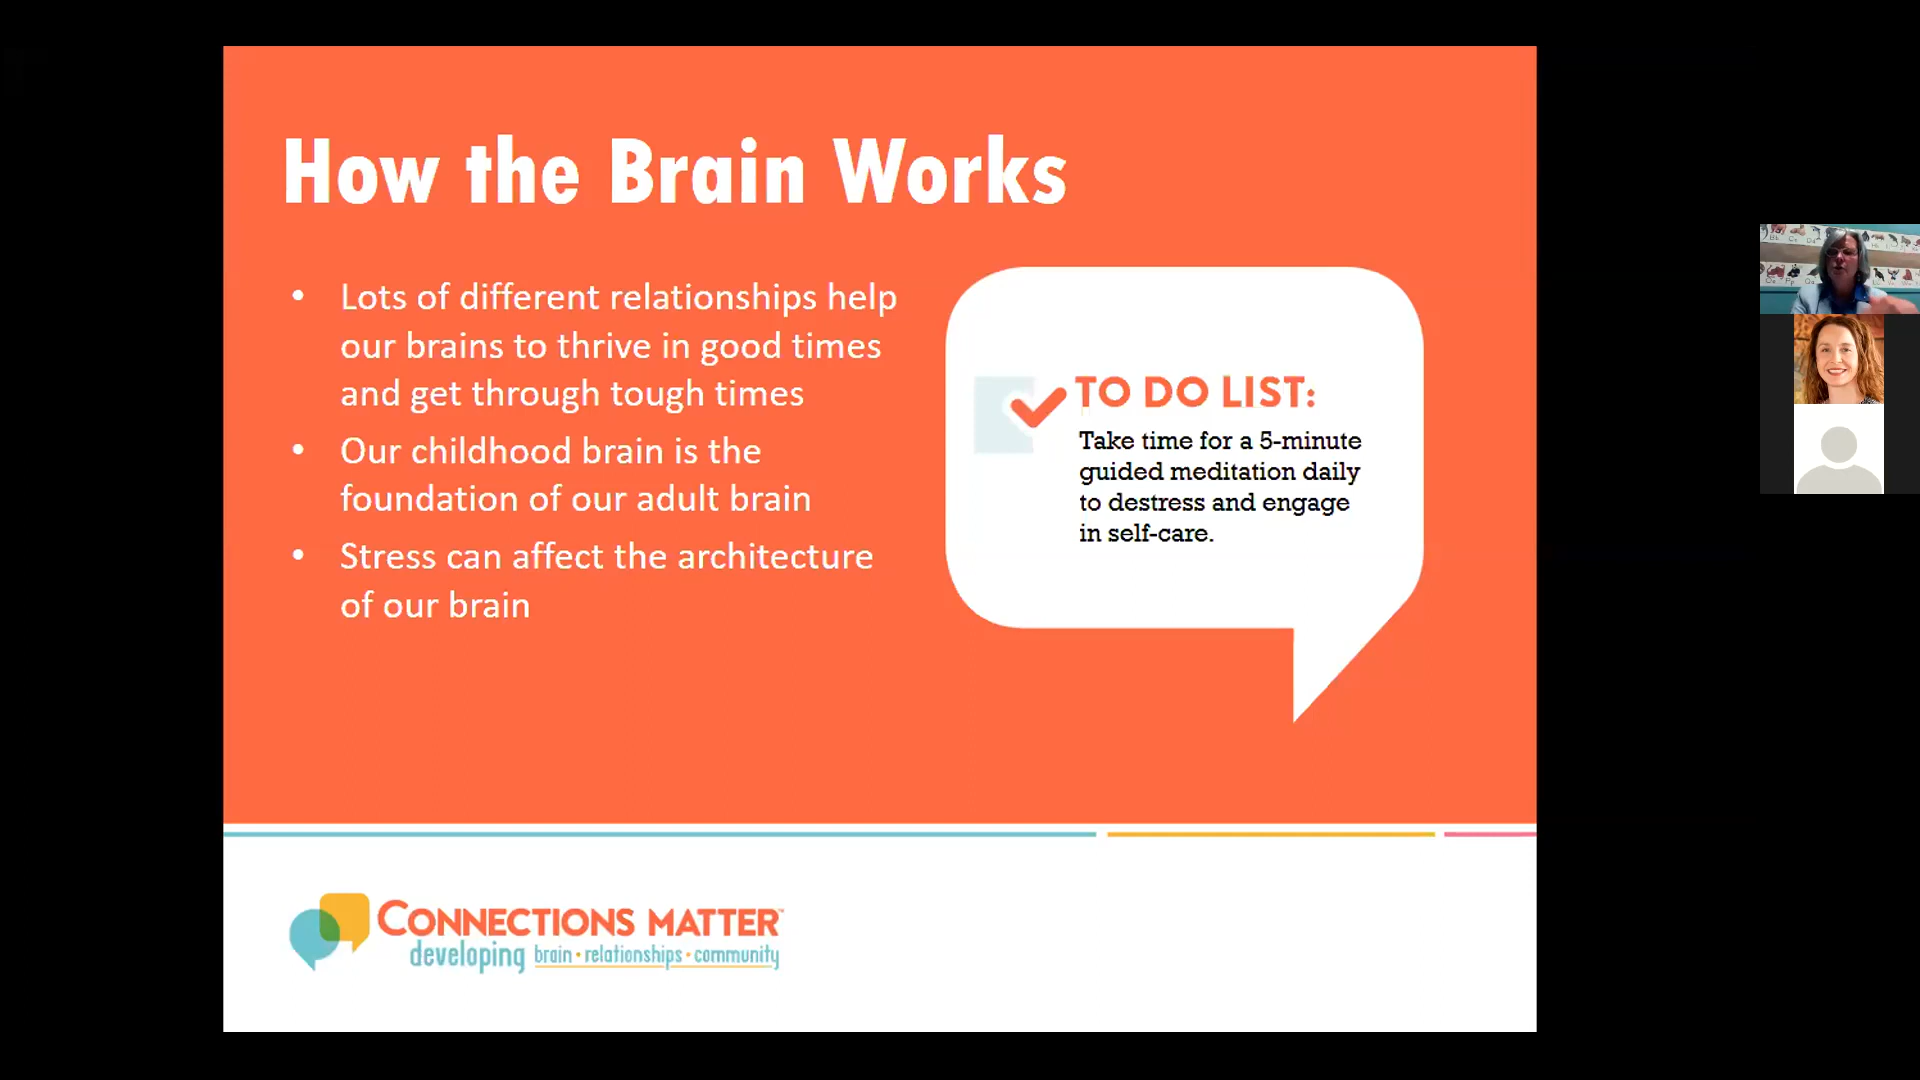 How the Brain Works
• Lots of different relationships help
our brains to thrive in good times
and get through tough times
• Our childhood brain is the
foundation of our adult brain
• Stress can affect the architecture
of our brain
TO DO LIST:
Take time for a 5-minute
guided meditation daily
to destress and engage
in self-care.
CONNECTIONS MATTER™
developing brain • relationships • community